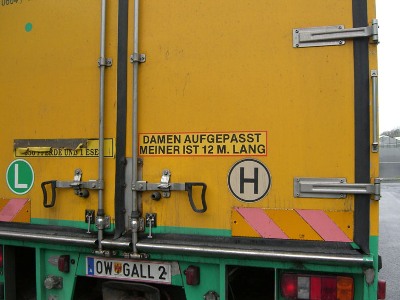 DAMEN AUFGEPASST
MEINER IST 12 M. LANG
L
H
OW GALL 2